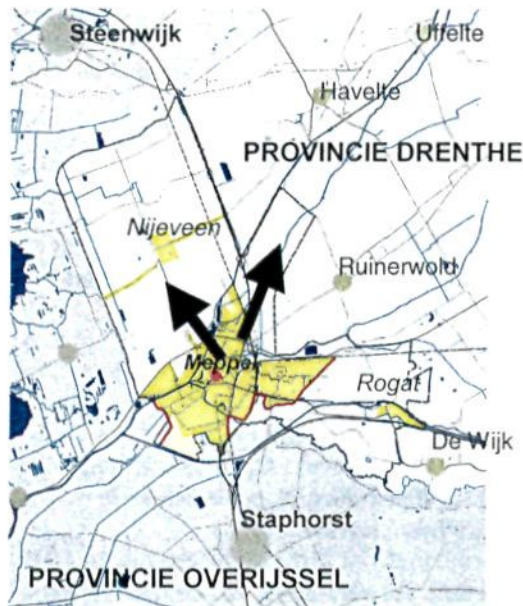 Steenwijk
Uffelte
Havelte
PROVINCIE DRENTHE
Nijeveen
Ruinerwold
Meppel
Rogat
De Wijk
Staphorst
PROVINCIE OVERIJSSEL